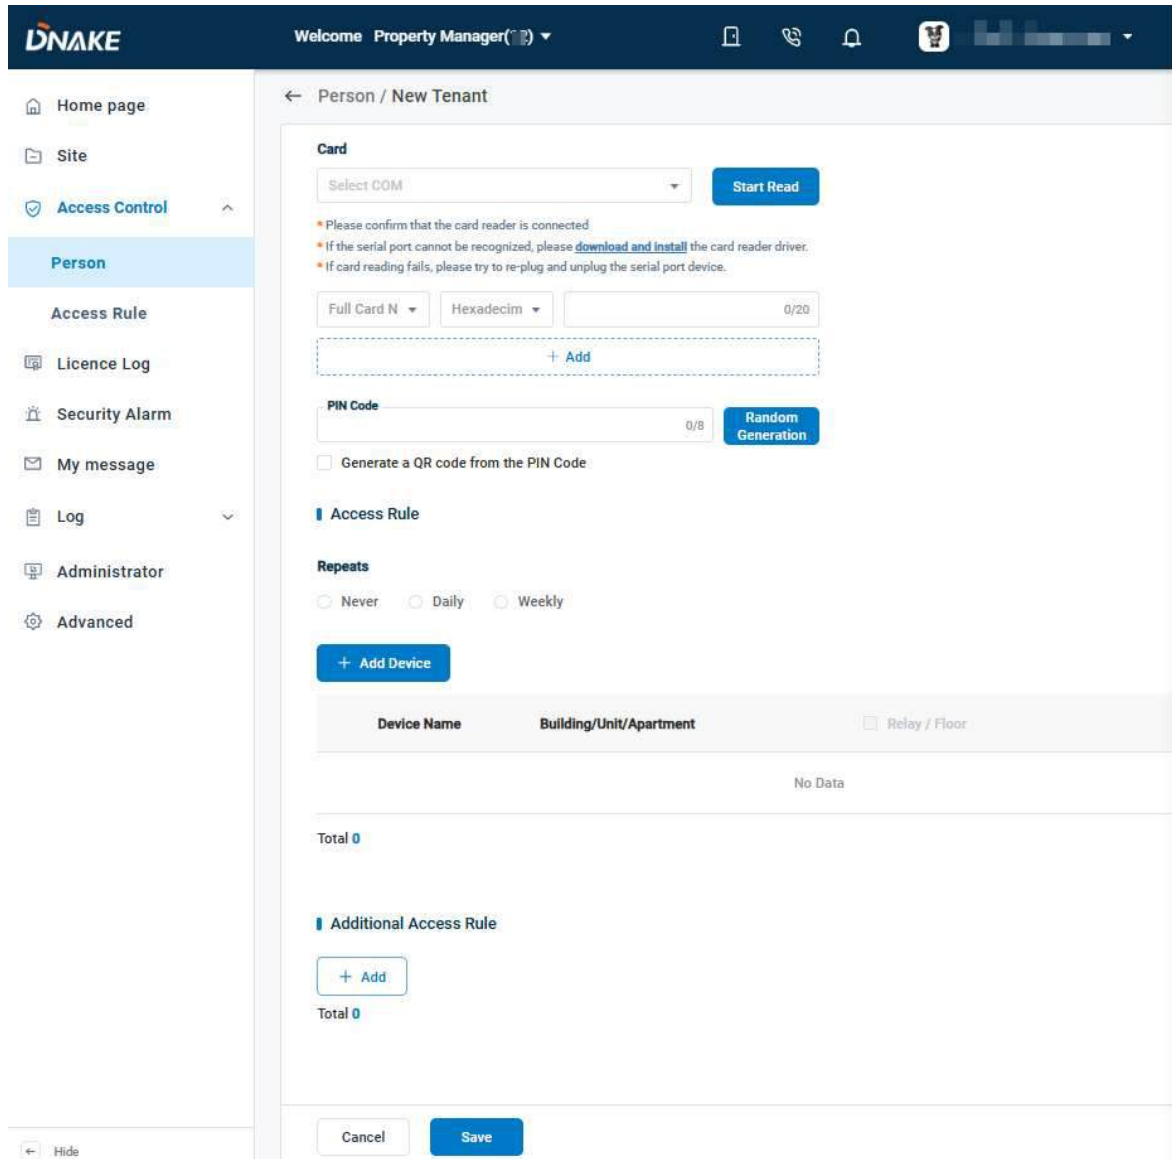 DNAKE
Welcome Property Manager(
Home page
Site
Access Control
Person
Access Rule
Licence Log
Security Alarm
My message
Log
Administrator
Advanced
Hide
Person / New Tenant
Card
Select COM
Start Read
* Please confirm that the card reader is connected
* If the serial port cannot be recognized, please download and install the card reader driver.
* If card reading fails, please try to re-plug and unplug the serial port device.
Full Card N Hexadecim 0/20
+ Add
PIN Code
0/8
Random
Generation
Generate a QR code from the PIN Code
Access Rule
Repeats
Never Daily Weekly
+ Add Device
Device Name Building/Unit/Apartment Relay / Floor
No Data
Total 0
Additional Access Rule
+ Add
Total 0
Cancel Save